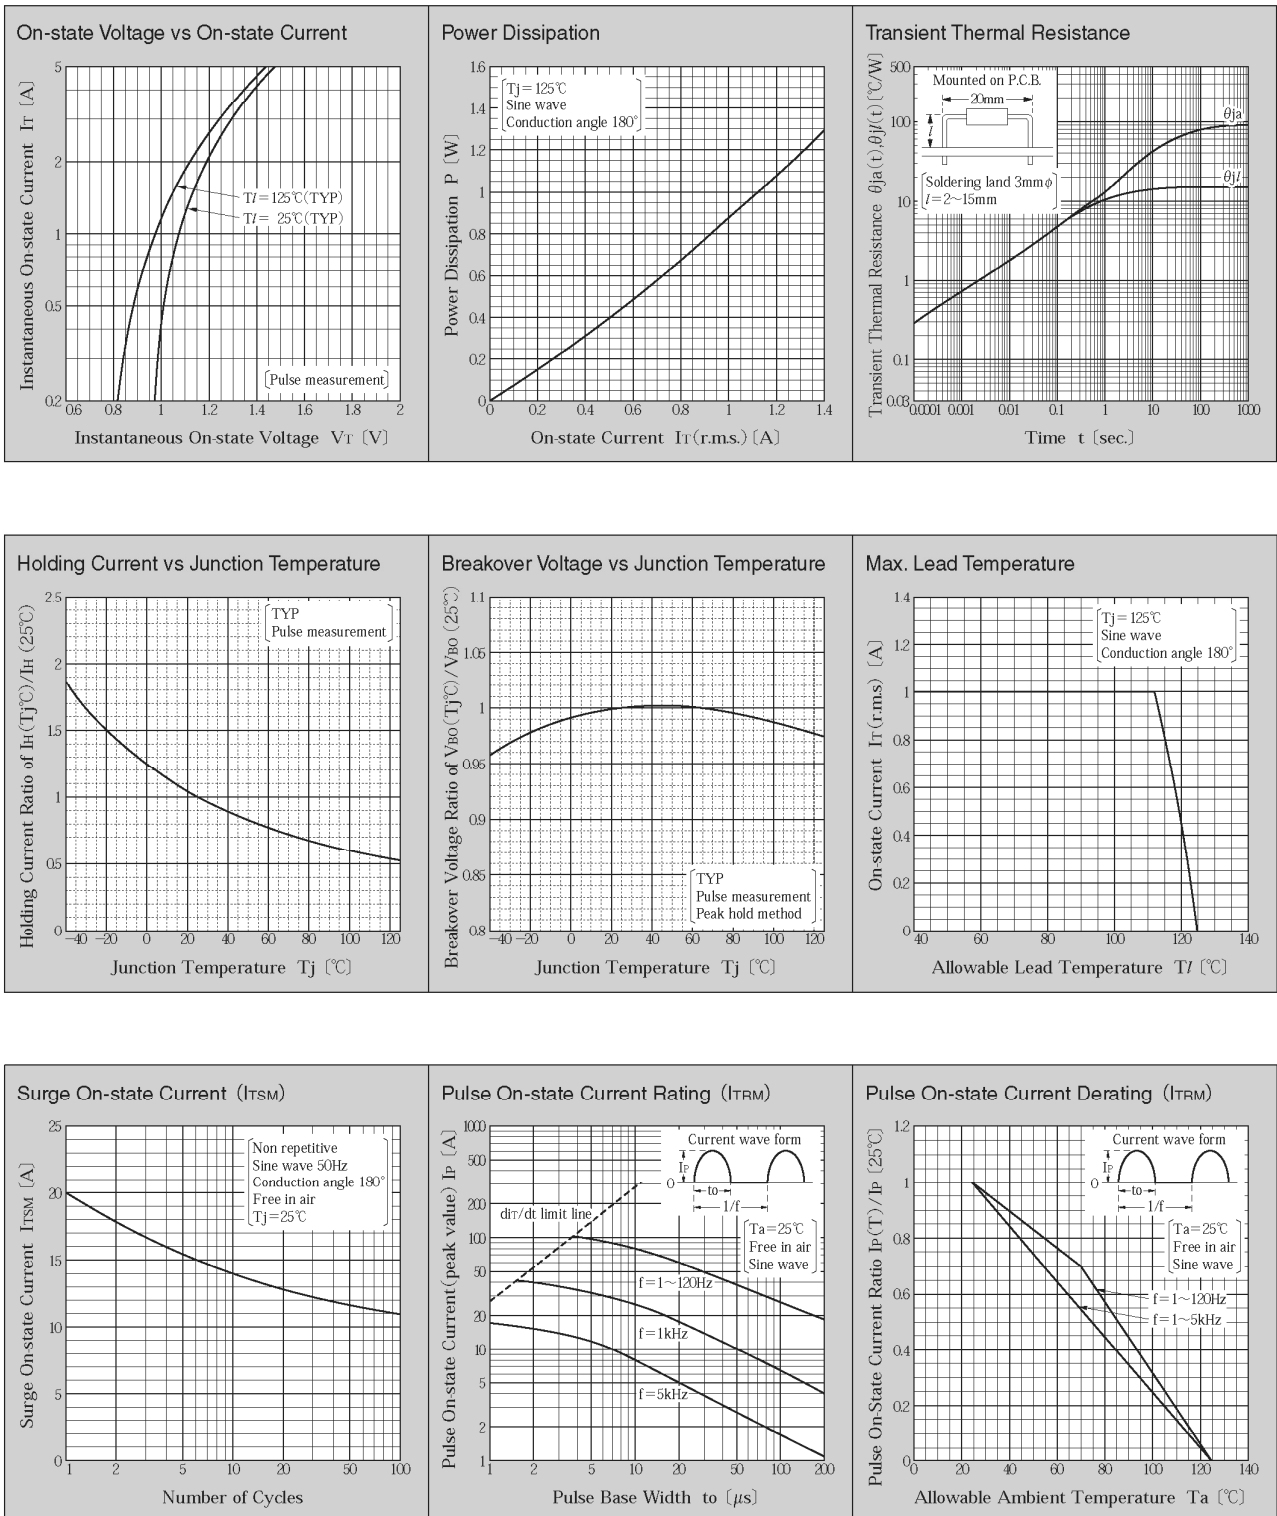 On-state Voltage vs On-state Current
Instantaneous On-state Current IT [A]
5
2
1
0.5
0.2
Tl=125℃(TYP)
Tl= 25℃(TYP)
[Pulse measurement]
0.6 0.8 1 1.2 1.4 1.6 1.8 2
Instantaneous On-state Voltage VT [V]
Power Dissipation
Power Dissipation P [W]
1.6
1.4
1.2
1
0.8
0.6
0.4
0.2
0
Tj=125℃
Sine wave
Conduction angle 180°
0 0.2 0.4 0.6 0.8 1 1.2 1.4
On-state Current IT(r.m.s.) [A]
Transient Thermal Resistance
Transient Thermal Resistance θja(t),θjl(t) [℃/W]
500
100
10
1
0.1
0.03
Mounted on P.C.B.
20mm
l
θja
θjl
Soldering land 3mmφ
l=2~15mm
0.0001 0.001 0.01 0.1 1 10 100 1000
Time t [sec.]
Holding Current vs Junction Temperature
Holding Current Ratio of IH(Tj℃)/IH (25℃)
2.5
2
1.5
1
0.5
0
TYP
Pulse measurement
-40 -20 0 20 40 60 80 100 120
Junction Temperature Tj [℃]
Breakover Voltage vs Junction Temperature
Breakover Voltage Ratio of VBO(Tj℃)/VBO (25℃)
1.1
1.05
1
0.95
0.9
0.85
0.8
TYP
Pulse measurement
Peak hold method
-40 -20 0 20 40 60 80 100 120
Junction Temperature Tj [℃]
Max. Lead Temperature
On-state Current IT(r.m.s) [A]
1.4
1.2
1
0.8
0.6
0.4
0.2
0
Tj=125℃
Sine wave
Conduction angle 180°
40 60 80 100 120 140
Allowable Lead Temperature Tl [℃]
Surge On-state Current (ITSM)
Surge On-state Current ITSM [A]
25
20
15
10
5
0
Non repetitive
Sine wave 50Hz
Conduction angle 180°
Free in air
Tj=25℃
1 2 5 10 20 50 100
Number of Cycles
Pulse On-state Current Rating (ITRM)
Pulse On-state Current(peak value) IP [A]
1000
500
200
100
50
20
10
5
2
1
Current wave form
IP
0
to
1/f
diT/dt limit line
Ta=25℃
Free in air
Sine wave
f=1~120Hz
f=1kHz
f=5kHz
1 2 5 10 20 50 100 200
Pulse Base Width to [μs]
Pulse On-state Current Derating (ITRM)
Pulse On-State Current Ratio IP(T)/IP [25℃]
1.2
1
0.8
0.6
0.4
0.2
0
Current wave form
IP
0
to
1/f
Ta=25℃
Free in air
Sine wave
f=1~120Hz
f=1~5kHz
0 20 40 60 80 100 120 140
Allowable Ambient Temperature Ta [℃]